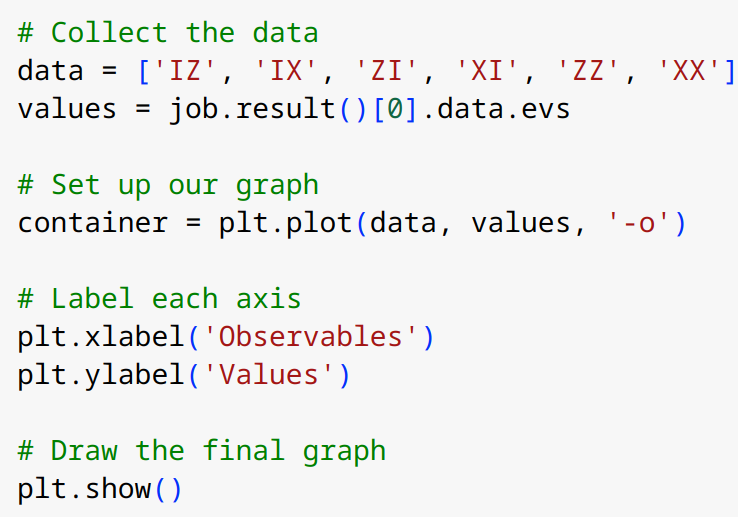 # Collect the data
data = ['IZ', 'IX', 'ZI', 'XI', 'ZZ', 'XX']
values = job.result()[0].data.evs
# Set up our graph
container = plt.plot(data, values, '-o')
# Label each axis
plt.xlabel('Observables')
plt.ylabel('Values')
# Draw the final graph
plt.show()